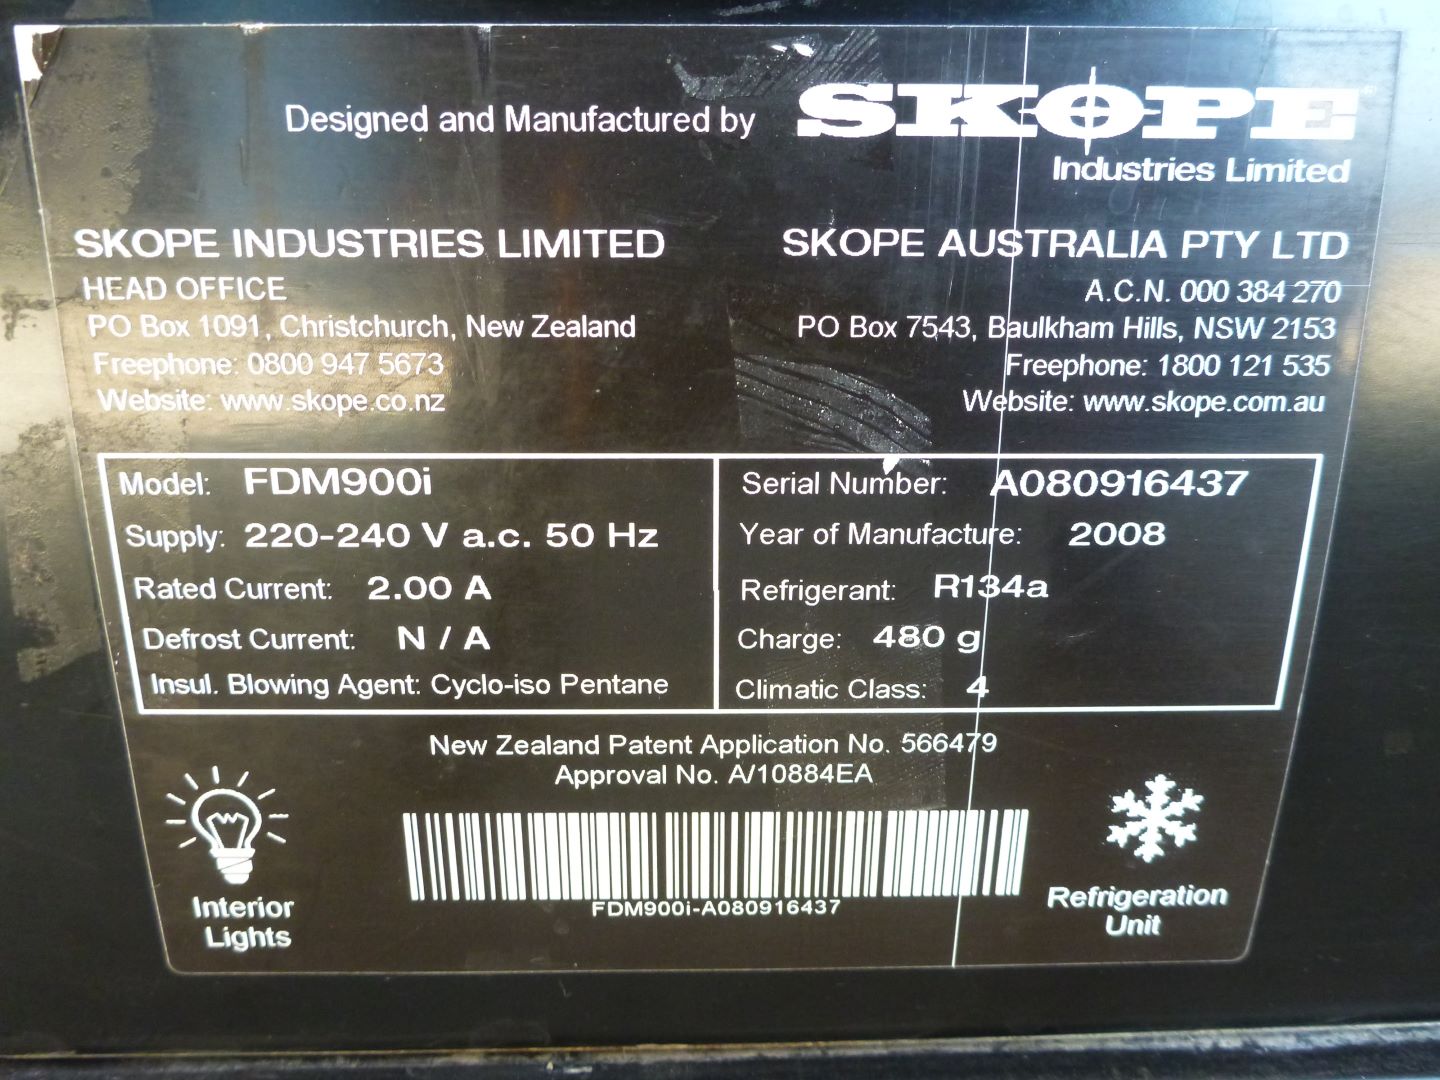 Designed and Manufactured by SKOPE
Industries Limited
SKOPE INDUSTRIES LIMITED
HEAD OFFICE
PO Box 1091, Christchurch, New Zealand
Freephone: 0800 947 5673
Website: www.skope.co.nz
SKOPE AUSTRALIA PTY LTD
A.C.N. 000 384 270
PO Box 7543, Baulkham Hills, NSW 2153
Freephone: 1800 121 535
Website: www.skope.com.au
Model: FDM900i
Supply: 220-240 V a.c. 50 Hz
Rated Current: 2.00 A
Defrost Current: N / A
Insul. Blowing Agent: Cyclo-iso Pentane
Serial Number: A080916437
Year of Manufacture: 2008
Refrigerant: R134a
Charge: 480 g
Climatic Class: 4
New Zealand Patent Application No. 566479
Approval No. A/10884EA
FDM900i-A080916437
Interior
Lights
Refrigeration
Unit